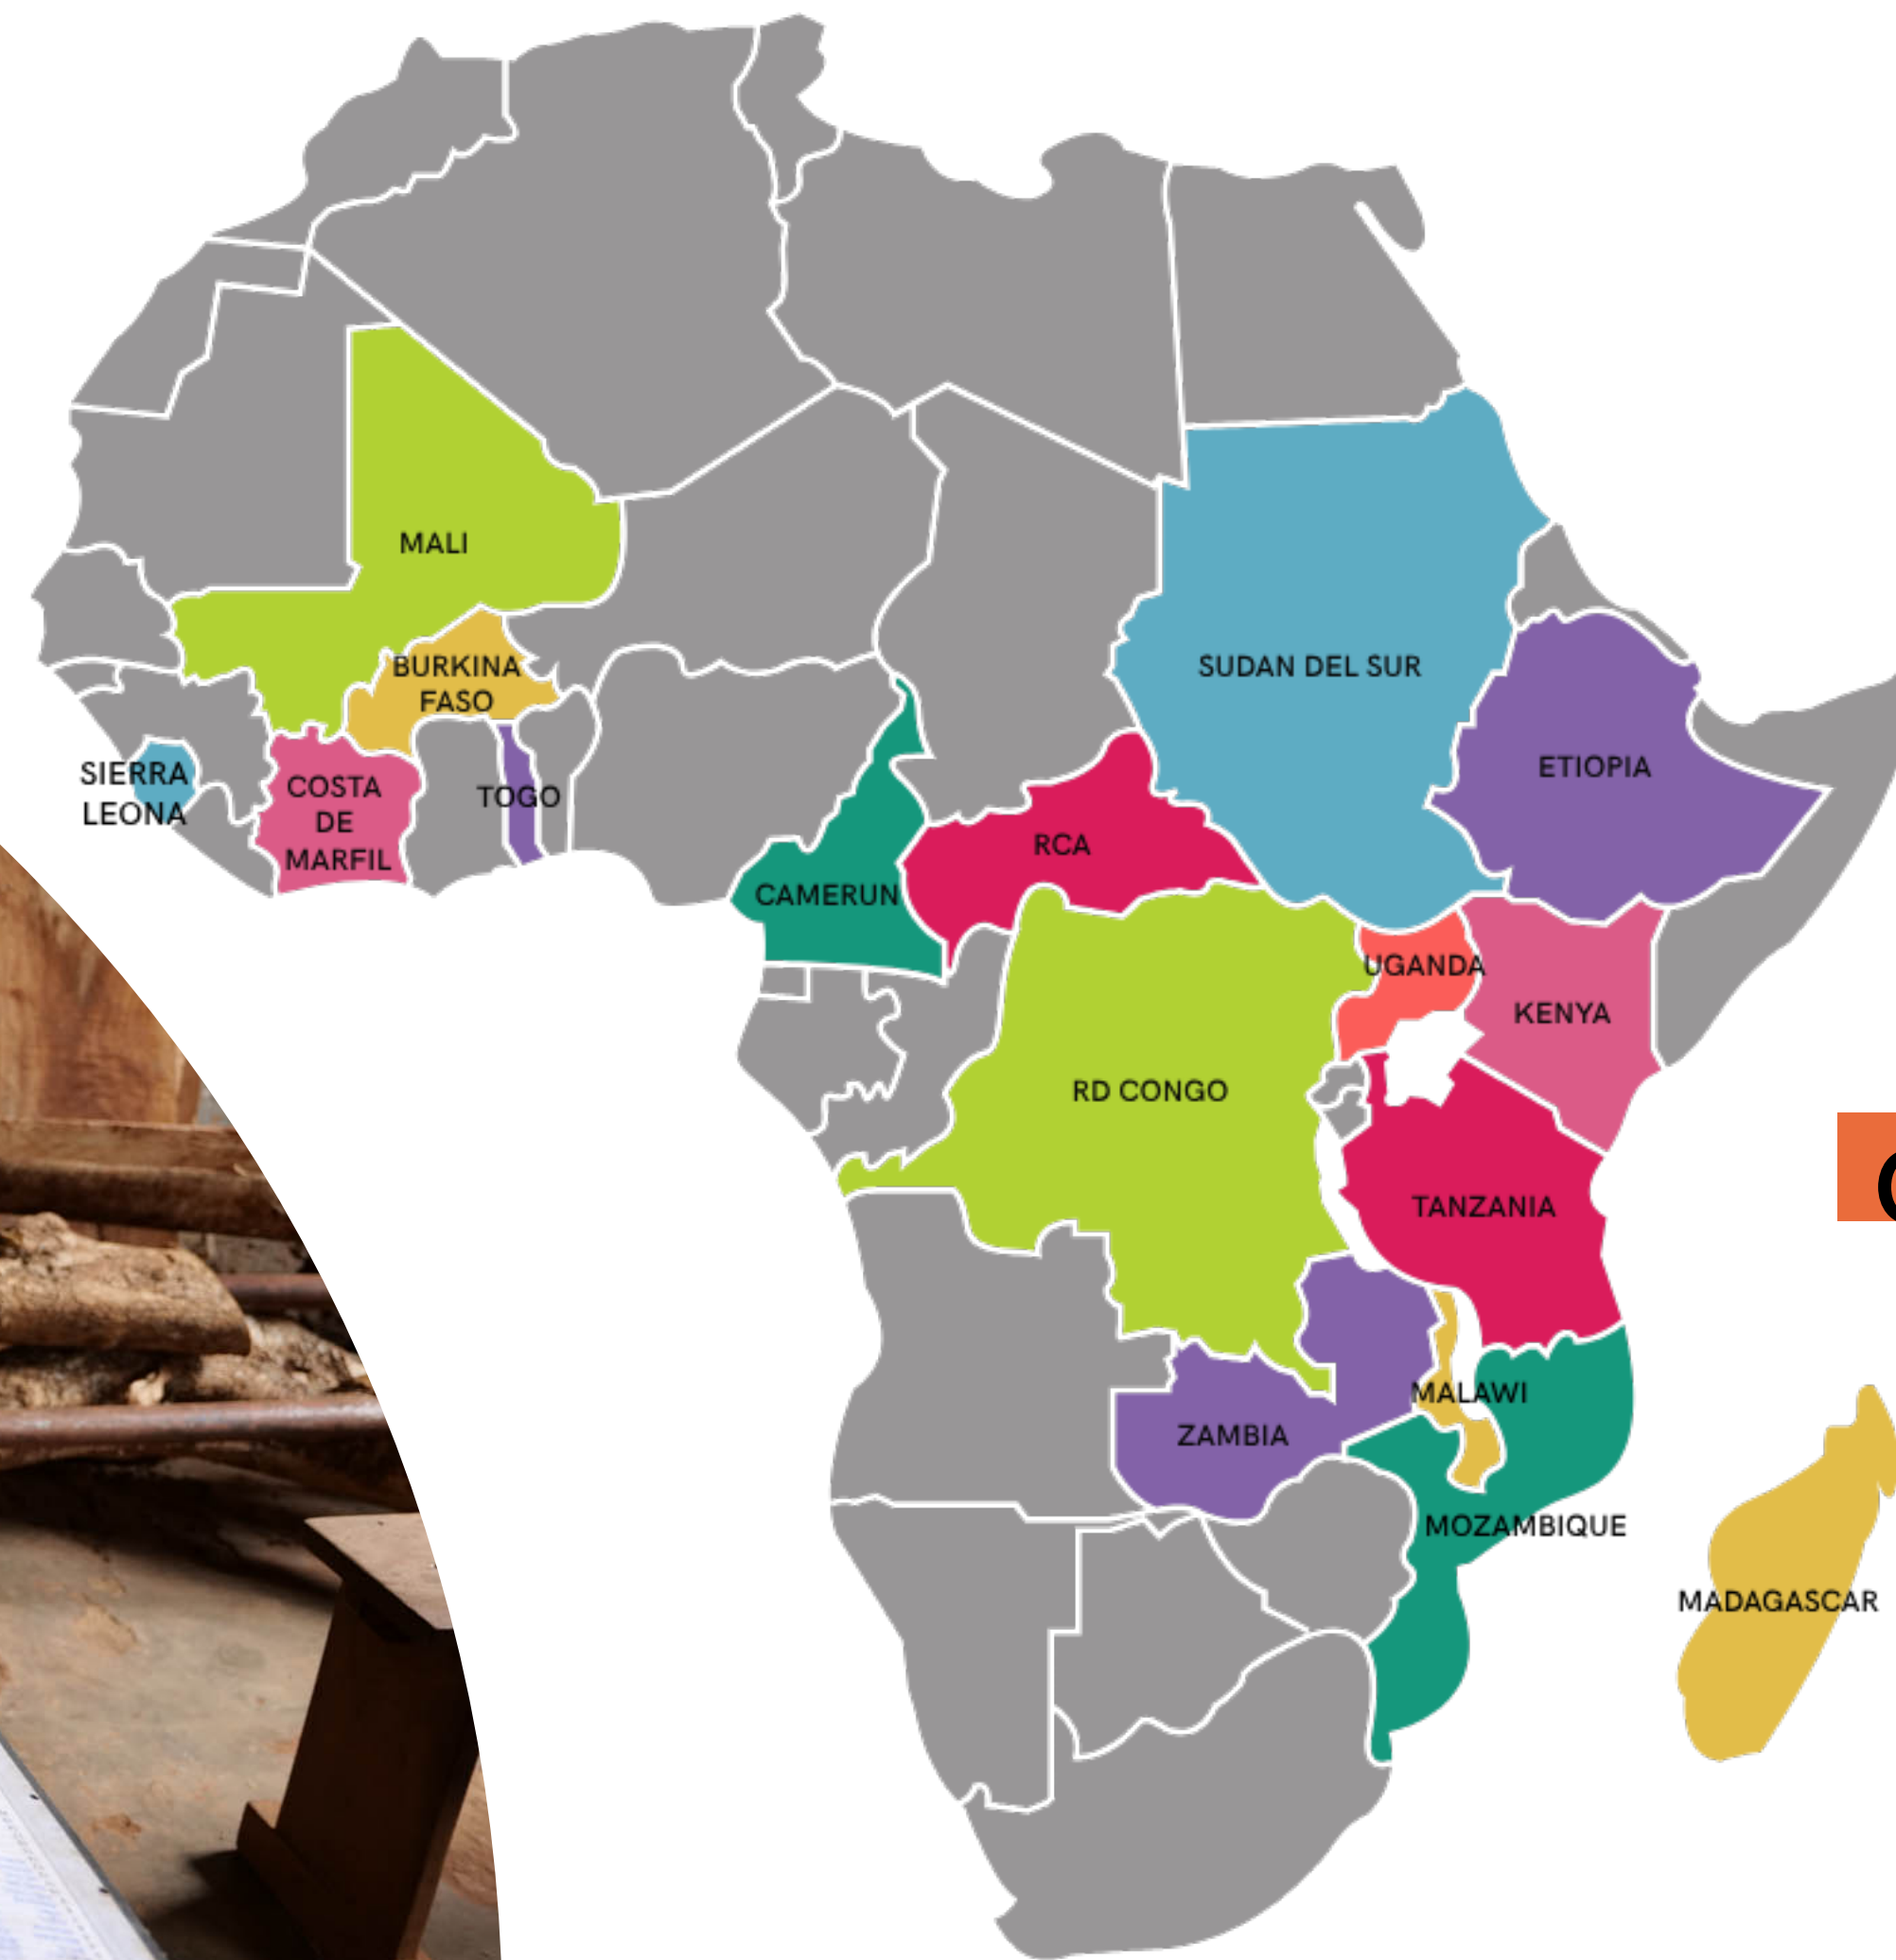 MALI
BURKINA
FASO
SUDAN DEL SUR
ETIOPIA
SIERRA
LEONA
COSTA
DE
MARFIL
TOGO
RCA
CAMERUN
UGANDA
KENYA
RD CONGO
TANZANIA
MALAWI
ZAMBIA
MOZAMBIQUE
MADAGASCAR